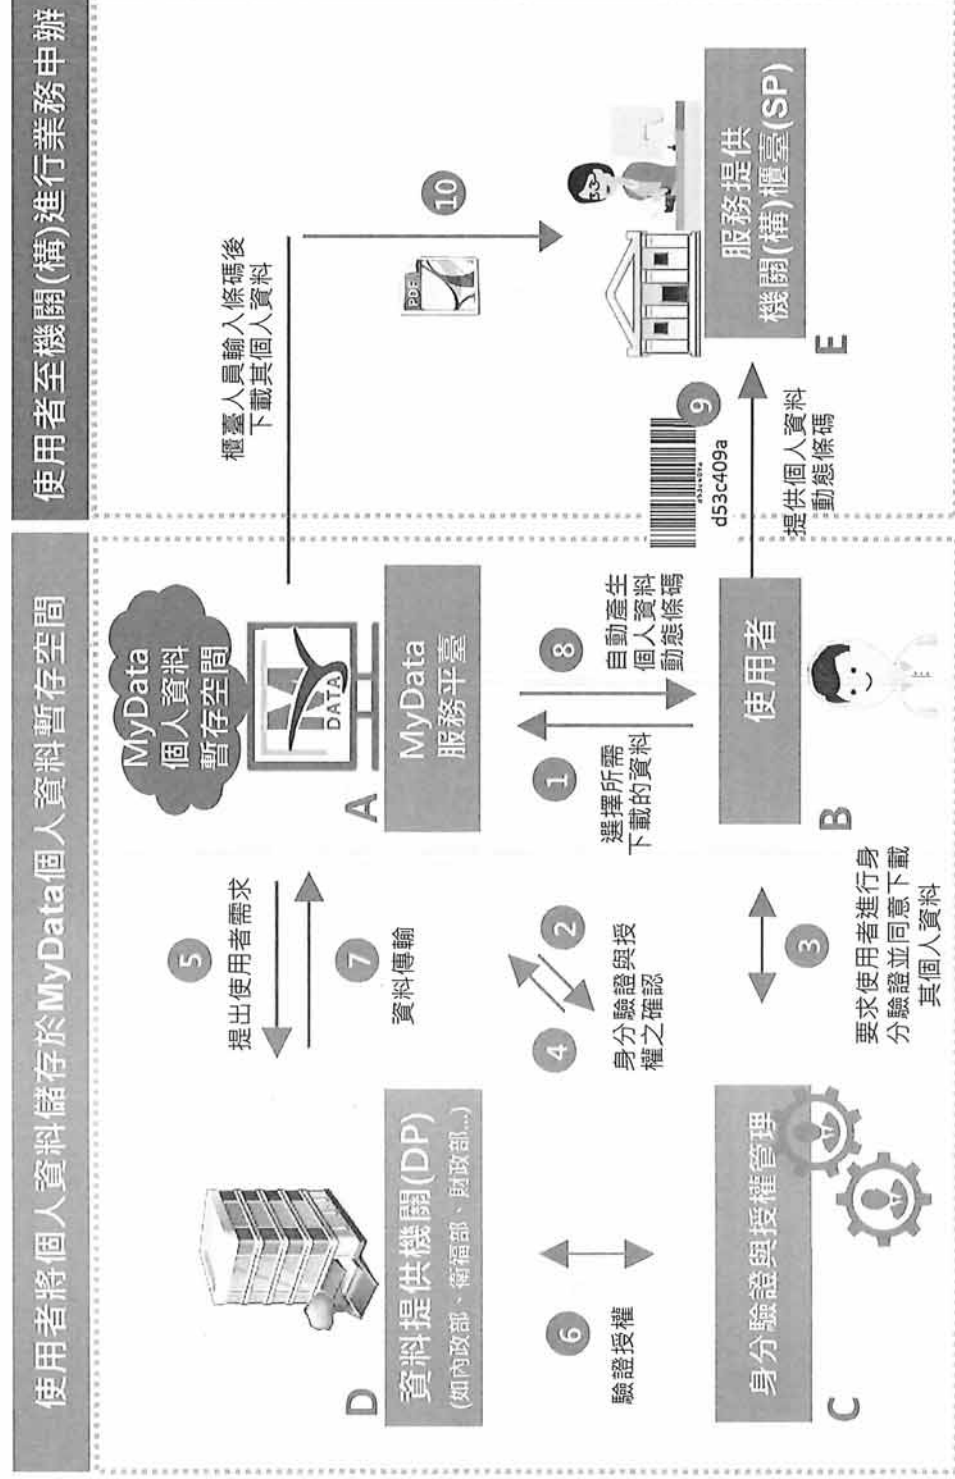 使用者將個人資料儲存於MyData個人資料暫存空間
使用者至機關(構)進行業務申辦
D
資料提供機關(DP)
(如內政部、衛福部、財政部...)
5
提出使用者需求
7
資料傳輸
MyData
個人資料
暫存空間
DATA
A
MyData
服務平臺
櫃臺人員輸入條碼後
下載其個人資料
PDF
10
6
驗證授權
4
2
身分驗證與授
權之確認
1
選擇所需
下載的資料
8
自動產生
個人資料
動態條碼
d53c409a
d53c409a
9
C
身分驗證與授權管理
3
要求使用者進行身
分驗證並同意下載
其個人資料
B
使用者
提供個人資料
動態條碼
E
服務提供
機關(構)櫃臺(SP)